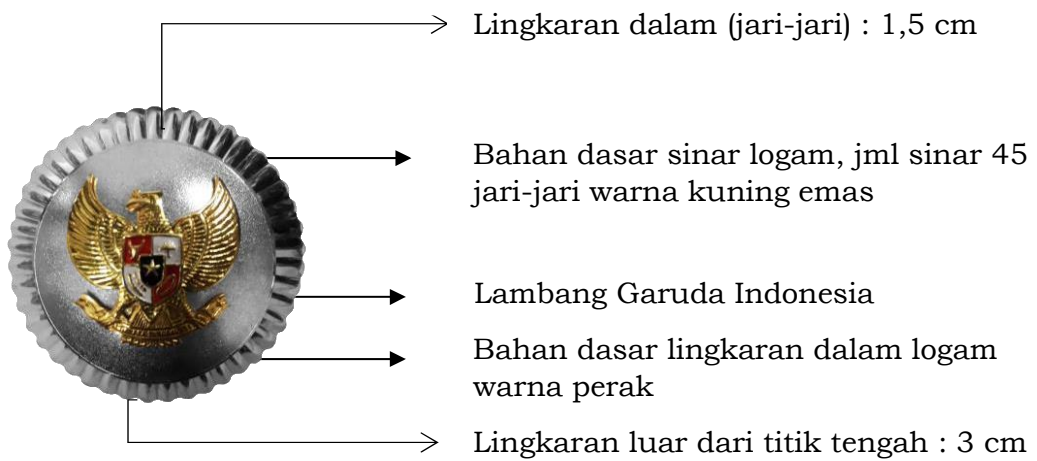 Lingkaran dalam (jari-jari) : 1,5 cm
Bahan dasar sinar logam, jml sinar 45
jari-jari warna kuning emas
Lambang Garuda Indonesia
Bahan dasar lingkaran dalam logam
warna perak
Lingkaran luar dari titik tengah : 3 cm